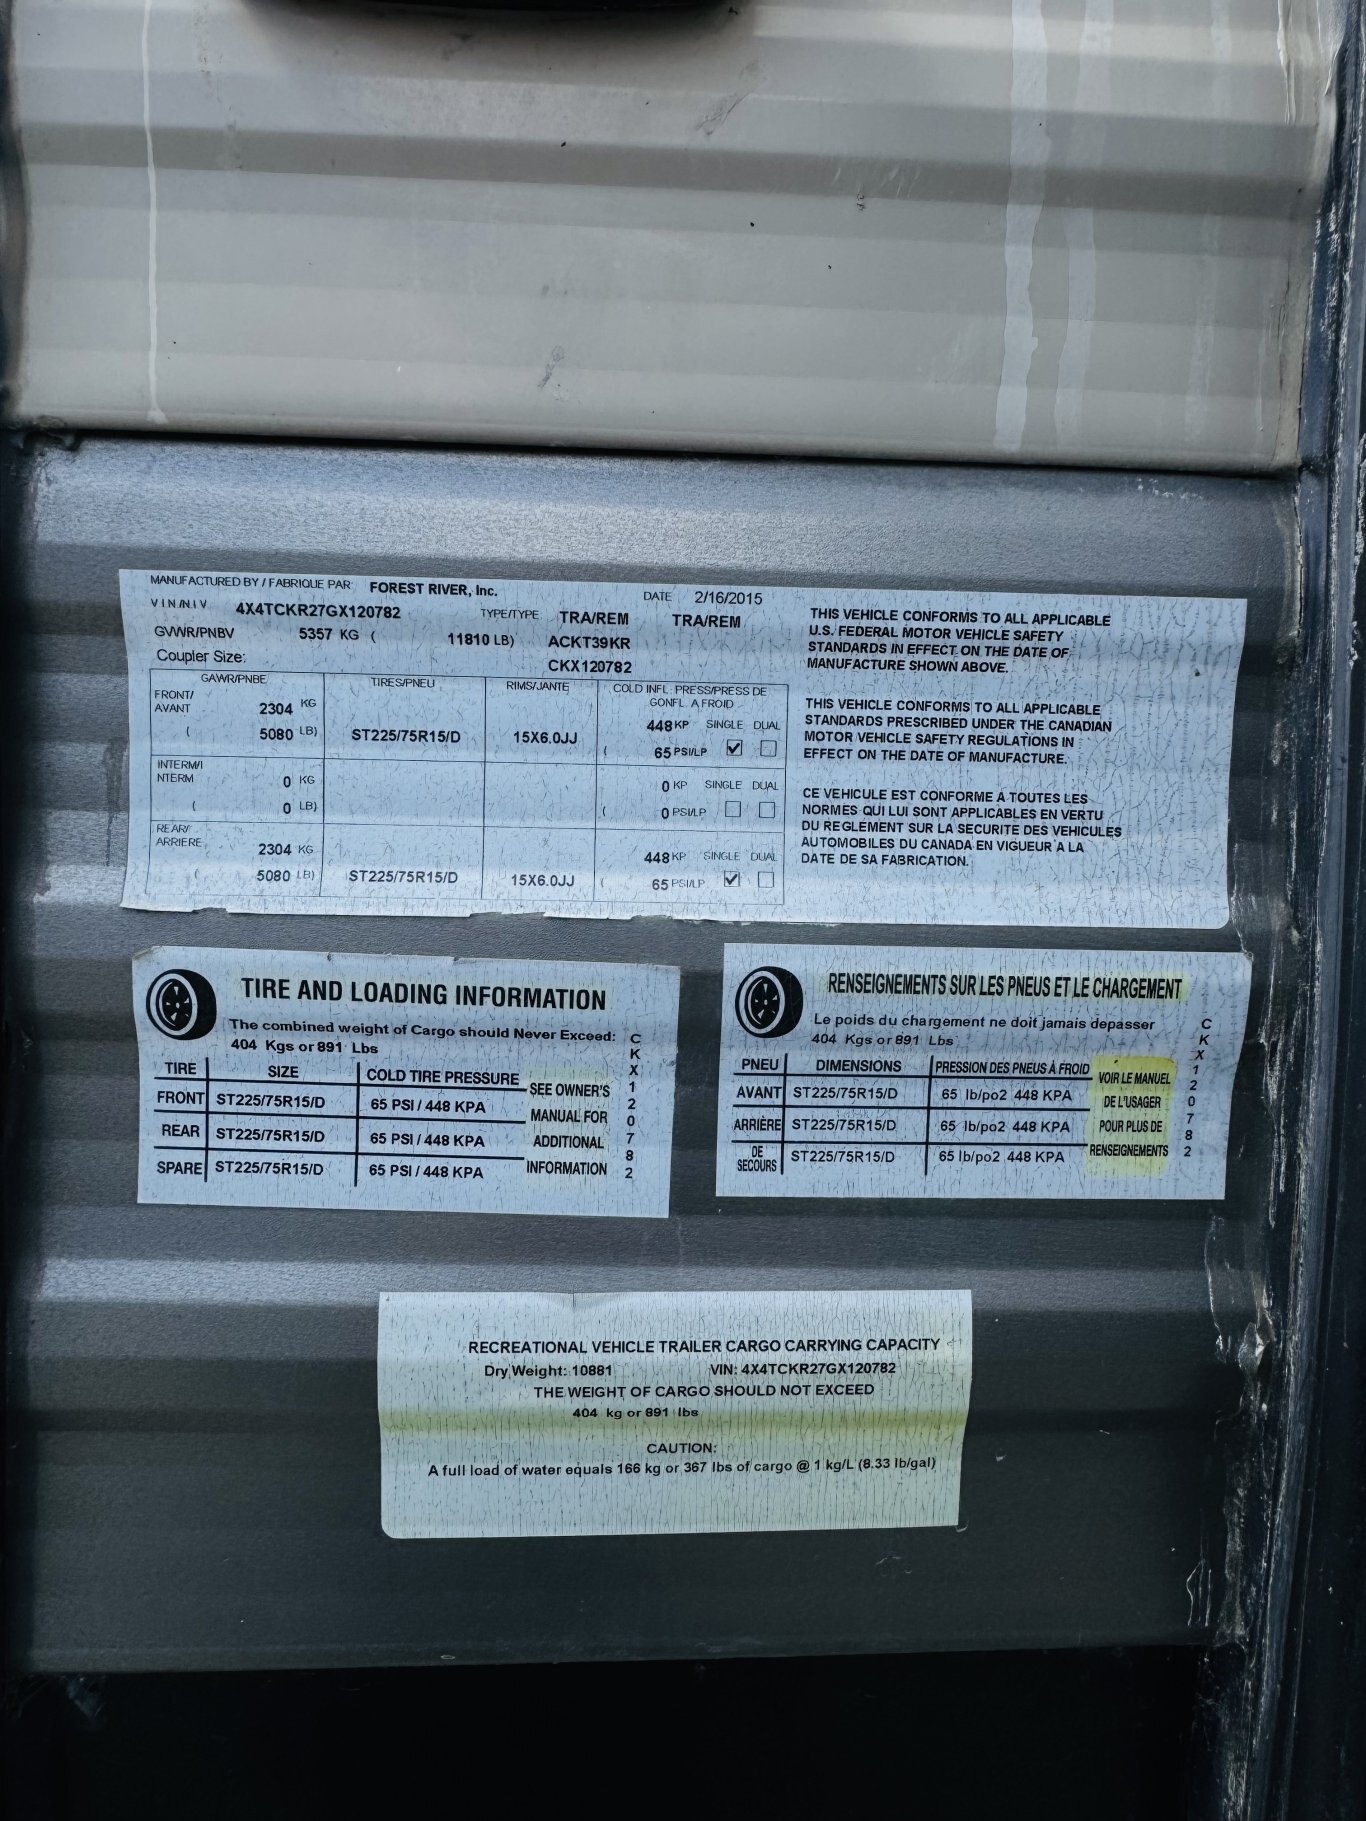 MANUFACTURED BY / FABRIQUE PAR: FOREST RIVER, Inc. DATE 2/16/2015
V I N /N.I V 4X4TCKR27GX120782 TYPE/TYPE TRA/REM TRA/REM
GVWR/PNBV 5357 KG ( 11810 LB) ACKT39KR
Coupler Size: CKX120782
GAWR/PNBE TIRES/PNEU RIMS/JANTE COLD INFL. PRESS/PRESS DE
GONFL. A FROID
FRONT/
AVANT 2304 KG 448 KP SINGLE DUAL
( 5080 LB) ST225/75R15/D 15X6.0JJ ( 65 PSI/LP
INTERM/I
NTERM 0 KG 0 KP SINGLE DUAL
( 0 LB) ( 0 PSI/LP
REAR/
ARRIERE 2304 KG 448 KP SINGLE DUAL
( 5080 LB) ST225/75R15/D 15X6.0JJ ( 65 PSI/LP
THIS VEHICLE CONFORMS TO ALL APPLICABLE
U.S. FEDERAL MOTOR VEHICLE SAFETY
STANDARDS IN EFFECT ON THE DATE OF
MANUFACTURE SHOWN ABOVE.
THIS VEHICLE CONFORMS TO ALL APPLICABLE
STANDARDS PRESCRIBED UNDER THE CANADIAN
MOTOR VEHICLE SAFETY REGULATIONS IN
EFFECT ON THE DATE OF MANUFACTURE.
CE VEHICULE EST CONFORME A TOUTES LES
NORMES QUI LUI SONT APPLICABLES EN VERTU
DU REGLEMENT SUR LA SECURITE DES VEHICULES
AUTOMOBILES DU CANADA EN VIGUEUR A LA
DATE DE SA FABRICATION.
TIRE AND LOADING INFORMATION
The combined weight of Cargo should Never Exceed:
404 Kgs or 891 Lbs
TIRE SIZE COLD TIRE PRESSURE
FRONT ST225/75R15/D 65 PSI / 448 KPA
REAR ST225/75R15/D 65 PSI / 448 KPA
SPARE ST225/75R15/D 65 PSI / 448 KPA
SEE OWNER'S
MANUAL FOR
ADDITIONAL
INFORMATION
CKX120782
RENSEIGNEMENTS SUR LES PNEUS ET LE CHARGEMENT
Le poids du chargement ne doit jamais depasser
404 Kgs or 891 Lbs
PNEU DIMENSIONS PRESSION DES PNEUS À FROID
AVANT ST225/75R15/D 65 lb/po2 448 KPA
ARRIÈRE ST225/75R15/D 65 lb/po2 448 KPA
DE
SECOURS ST225/75R15/D 65 lb/po2 448 KPA
VOIR LE MANUEL
DE L'USAGER
POUR PLUS DE
RENSEIGNEMENTS
CKX120782
RECREATIONAL VEHICLE TRAILER CARGO CARRYING CAPACITY
Dry Weight: 10881 VIN: 4X4TCKR27GX120782
THE WEIGHT OF CARGO SHOULD NOT EXCEED
404 kg or 891 lbs
CAUTION:
A full load of water equals 166 kg or 367 lbs of cargo @ 1 kg/L (8.33 lb/gal)